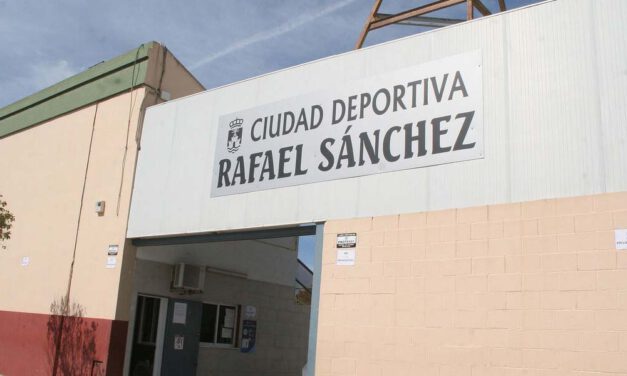 CIUDAD DEPORTIVA
RAFAEL SÁNCHEZ